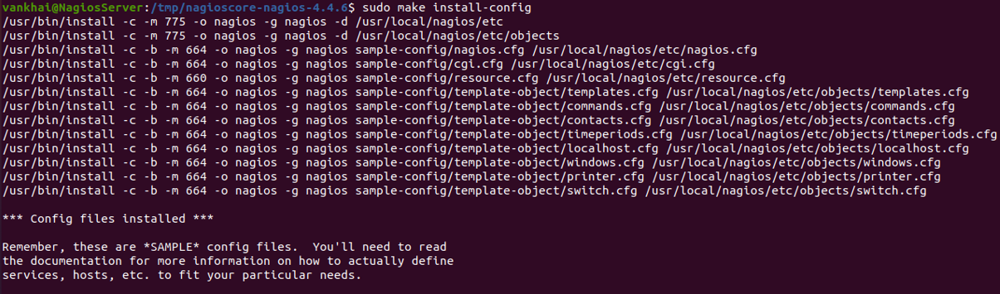 vankhai@NagiosServer:/tmp/nagioscore-nagios-4.4.6$ sudo make install-config
/usr/bin/install -c -m 775 -o nagios -g nagios -d /usr/local/nagios/etc
/usr/bin/install -c -m 775 -o nagios -g nagios -d /usr/local/nagios/etc/objects
/usr/bin/install -c -b -m 664 -o nagios -g nagios sample-config/nagios.cfg /usr/local/nagios/etc/nagios.cfg
/usr/bin/install -c -b -m 664 -o nagios -g nagios sample-config/cgi.cfg /usr/local/nagios/etc/cgi.cfg
/usr/bin/install -c -b -m 660 -o nagios -g nagios sample-config/resource.cfg /usr/local/nagios/etc/resource.cfg
/usr/bin/install -c -b -m 664 -o nagios -g nagios sample-config/template-object/templates.cfg /usr/local/nagios/etc/objects/templates.cfg
/usr/bin/install -c -b -m 664 -o nagios -g nagios sample-config/template-object/commands.cfg /usr/local/nagios/etc/objects/commands.cfg
/usr/bin/install -c -b -m 664 -o nagios -g nagios sample-config/template-object/contacts.cfg /usr/local/nagios/etc/objects/contacts.cfg
/usr/bin/install -c -b -m 664 -o nagios -g nagios sample-config/template-object/timeperiods.cfg /usr/local/nagios/etc/objects/timeperiods.cfg
/usr/bin/install -c -b -m 664 -o nagios -g nagios sample-config/template-object/localhost.cfg /usr/local/nagios/etc/objects/localhost.cfg
/usr/bin/install -c -b -m 664 -o nagios -g nagios sample-config/template-object/windows.cfg /usr/local/nagios/etc/objects/windows.cfg
/usr/bin/install -c -b -m 664 -o nagios -g nagios sample-config/template-object/printer.cfg /usr/local/nagios/etc/objects/printer.cfg
/usr/bin/install -c -b -m 664 -o nagios -g nagios sample-config/template-object/switch.cfg /usr/local/nagios/etc/objects/switch.cfg

*** Config files installed ***

Remember, these are *SAMPLE* config files.  You'll need to read
the documentation for more information on how to actually define
services, hosts, etc. to fit your particular needs.